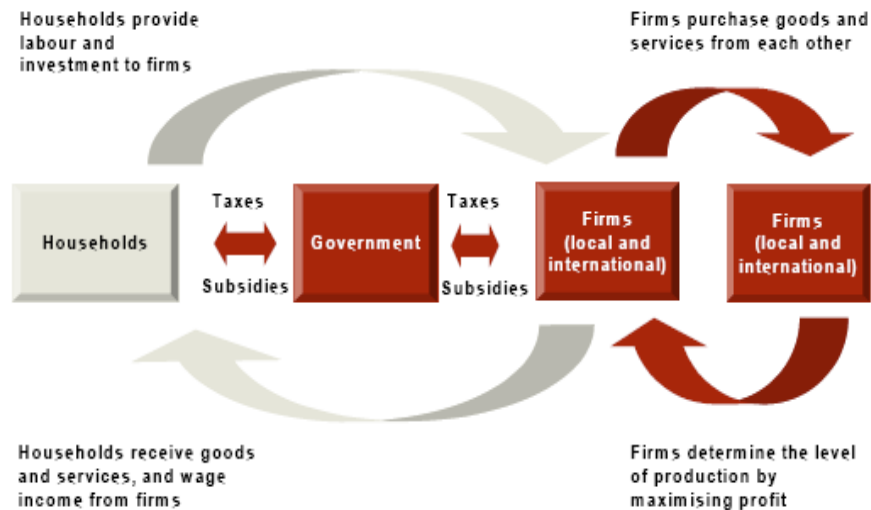 Households provide
labour and
investment to firms
Firms purchase goods and
services from each other
Households
Taxes
Subsidies
Government
Taxes
Subsidies
Firms
(local and
international)
Firms
(local and
international)
Households receive goods
and services, and wage
income from firms
Firms determine the level
of production by
maximising profit